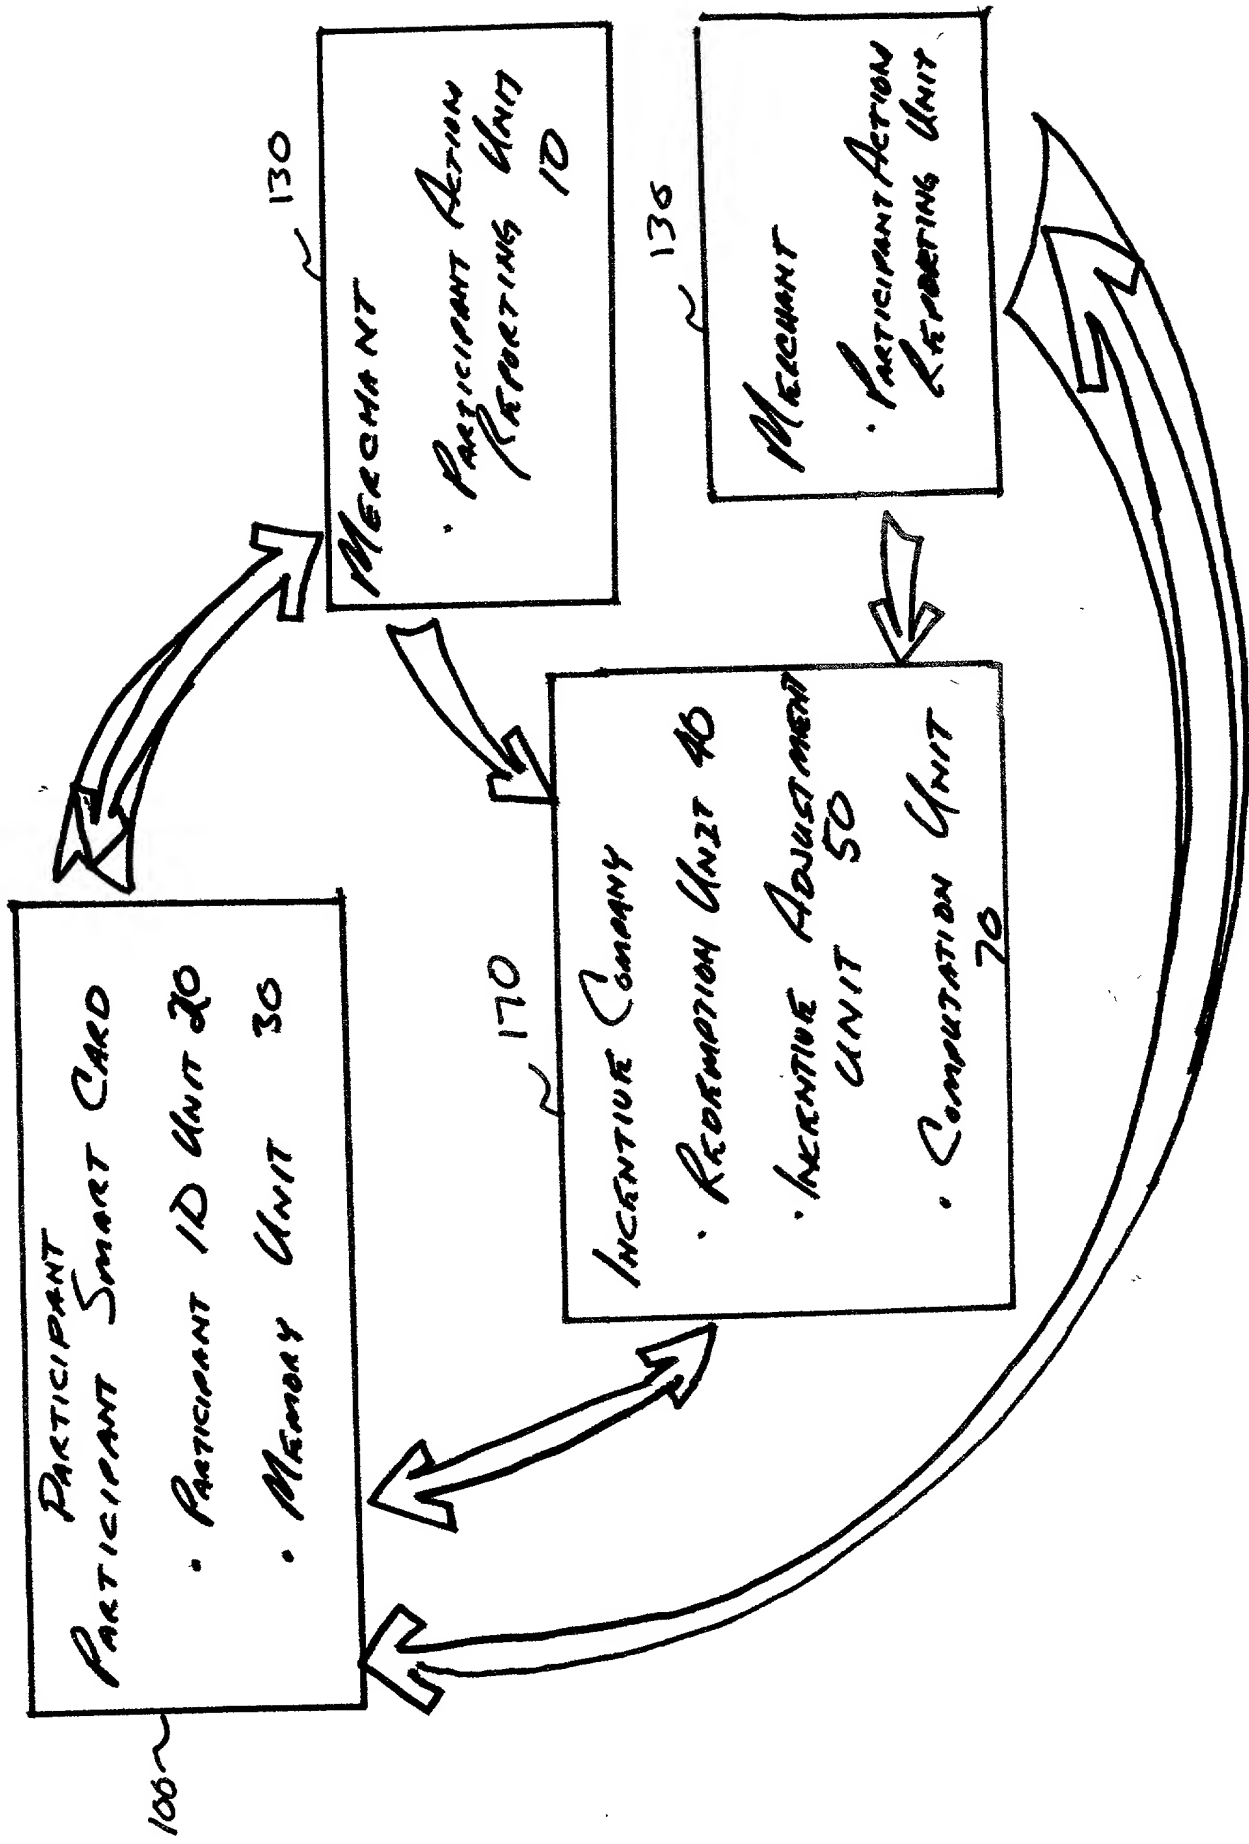 100
PARTICIPANT
PARTICIPANT SMART CARD
• PARTICIPANT ID UNIT 20
• MEMORY UNIT 30
130
MERCHANT
• PARTICIPANT ACTION
REPORTING UNIT
10
170
INCENTIVE COMPANY
• REDEMPTION UNIT 40
• INCENTIVE ADJUSTMENT
UNIT 50
• COMPUTATION UNIT
70
130
MERCHANT
• PARTICIPANT ACTION
REPORTING UNIT